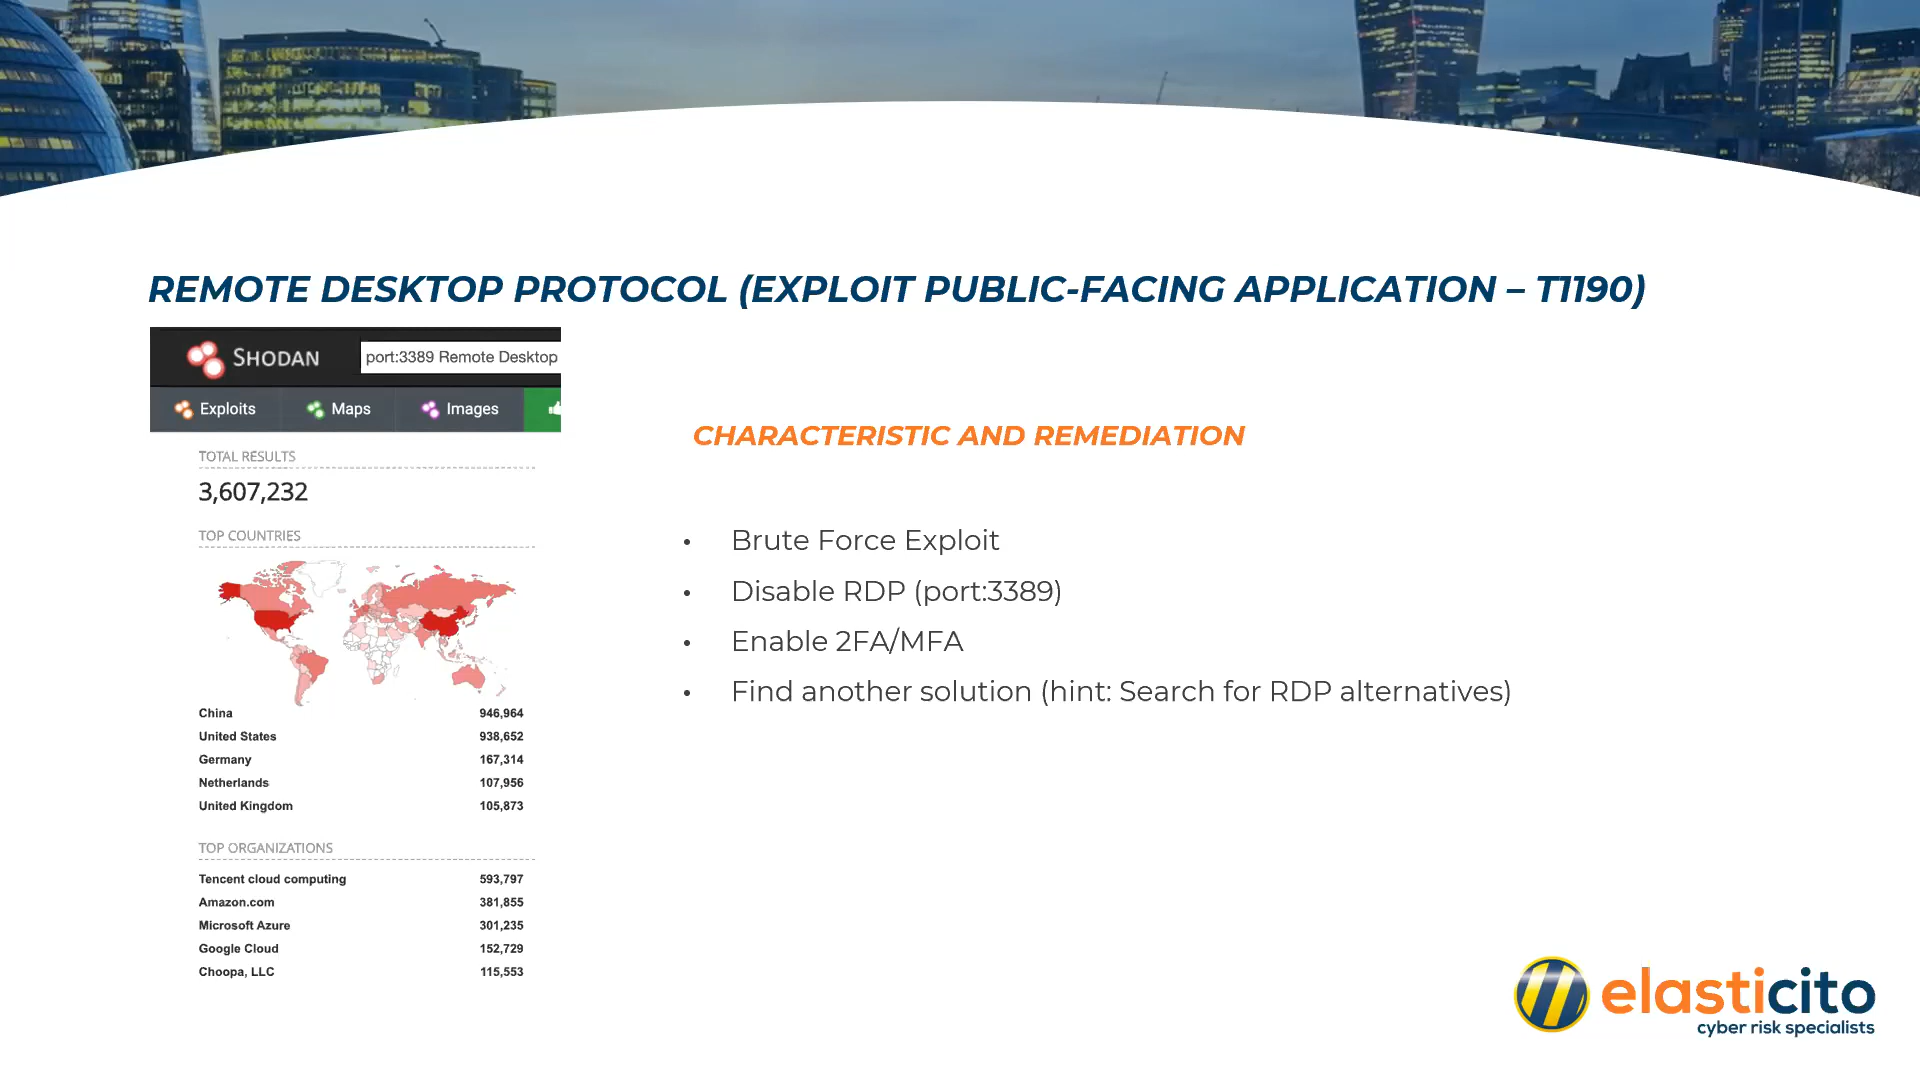 REMOTE DESKTOP PROTOCOL (EXPLOIT PUBLIC-FACING APPLICATION – T1190)
SHODAN
port:3389 Remote Desktop
Exploits
Maps
Images
TOTAL RESULTS
3,607,232
TOP COUNTRIES
China 946,964
United States 938,652
Germany 167,314
Netherlands 107,956
United Kingdom 105,873
TOP ORGANIZATIONS
Tencent cloud computing 593,797
Amazon.com 381,855
Microsoft Azure 301,235
Google Cloud 152,729
Choopa, LLC 115,553
CHARACTERISTIC AND REMEDIATION
• Brute Force Exploit
• Disable RDP (port:3389)
• Enable 2FA/MFA
• Find another solution (hint: Search for RDP alternatives)
elasticito
cyber risk specialists